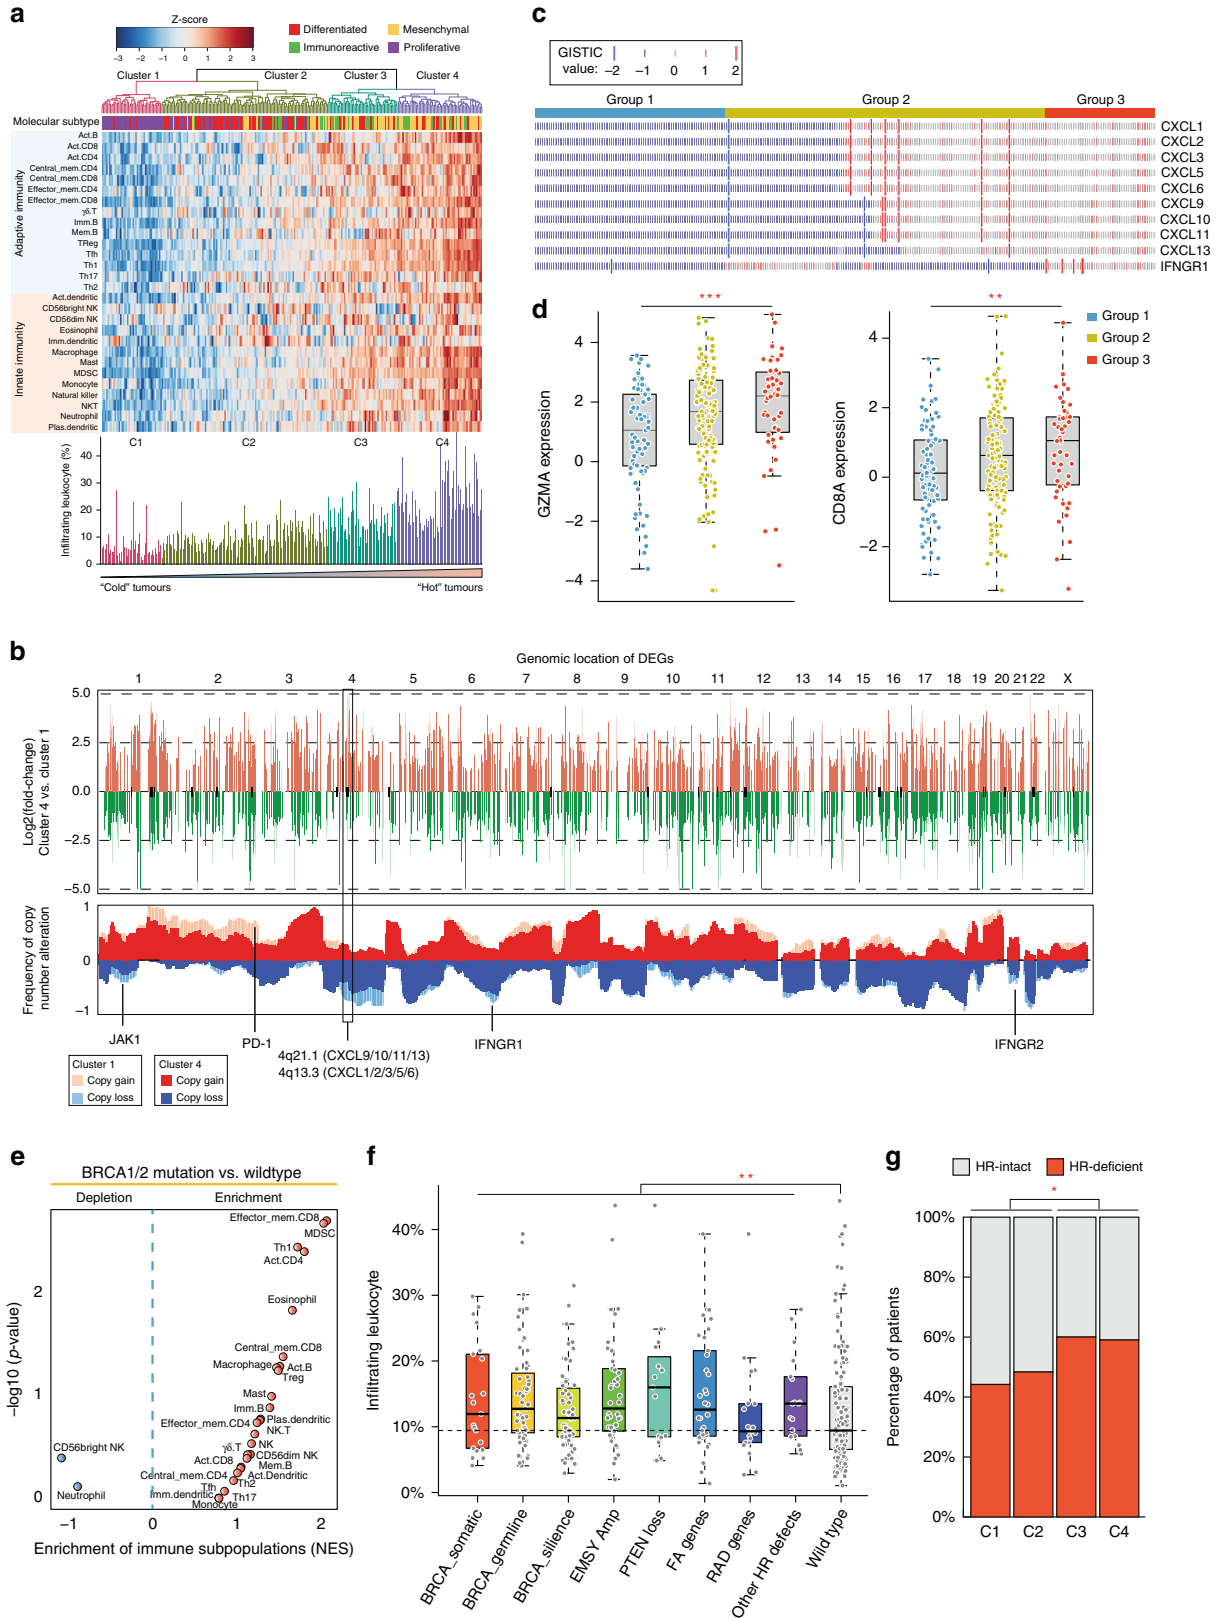 a
Z-score
−3 −1 −1 0 1 1 3
Differentiated
Mesenchymal
Immunoreactive
Proliferative
Cluster 1
Cluster 2
Cluster 3
Cluster 4
Molecular subtype
Adaptive immunity
Act.B
Act.CD8
Act.CD4
Central_mem.CD4
Central_mem.CD8
Effector_mem.CD4
Effector_mem.CD8
γδ.T
Imm.B
Mem.B
TReg
Tfh
Th1
Th17
Th2
Innate immunity
Act.dendritic
CD56bright NK
CD56dim NK
Eosinophil
Imm.dendritic
Macrophage
Mast
MDSC
Monocyte
Natural killer
NKT
Neutrophil
Plas.dendritic
C1 C2 C3 C4
Infiltrating leukocyte (%)
40
30
20
10
0
“Cold” tumours
“Hot” tumours
c
GISTIC
value: −2 −1 0 1 2
Group 1
Group 2
Group 3
CXCL1
CXCL2
CXCL3
CXCL5
CXCL6
CXCL9
CXCL10
CXCL11
CXCL13
IFNGR1
d
***
GZMA expression
4
2
0
−2
−4
**
CD8A expression
4
2
0
−2
Group 1
Group 2
Group 3
b
Genomic location of DEGs
1 2 3 4 5 6 7 8 9 10 11 12 13 14 15 16 17 18 19 20 21 22 X
Log2(fold-change)
Cluster 4 vs. cluster 1
5.0
2.5
0.0
−2.5
−5.0
Frequency of copy
number alteration
1
0
−1
JAK1
PD-1
4q21.1 (CXCL9/10/11/13)
4q13.3 (CXCL1/2/3/5/6)
IFNGR1
IFNGR2
Cluster 1
Copy gain
Copy loss
Cluster 4
Copy gain
Copy loss
e
BRCA1/2 mutation vs. wildtype
Depletion
Enrichment
−log10 (p-value)
2
1
0
Effector_mem.CD8
MDSC
Th1
Act.CD4
Eosinophil
Central_mem.CD8
Macrophage
Act.B
Treg
Mast
Imm.B
Plas.dendritic
Effector_mem.CD4
NK.T
NK
γδ.T
CD56dim NK
Act.CD8
Mem.B
Act.Dendritic
Central_mem.CD4
Th2
Tfh
Imm.dendritic
Th17
Monocyte
CD56bright NK
Neutrophil
−1 0 1 2
Enrichment of immune subpopulations (NES)
f
**
Infiltrating leukocyte
40%
30%
20%
10%
0%
BRCA_somatic
BRCA_germline
BRCA_silience
EMSY Amp
PTEN loss
FA genes
RAD genes
Other HR defects
Wild type
g
HR-intact
HR-deficient
*
Percentage of patients
100%
80%
60%
40%
20%
0%
C1 C2 C3 C4